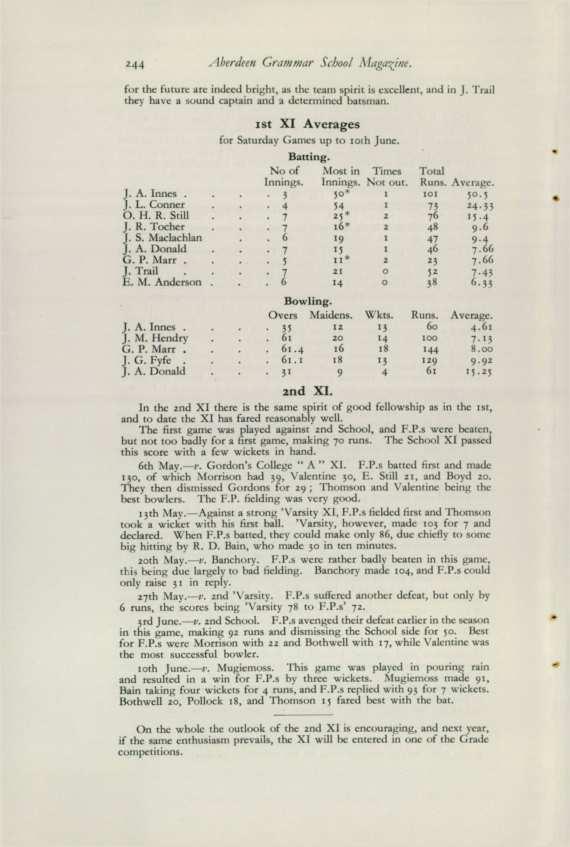 244 Aberdeen Grammar School Magazine.
for the future are indeed bright, as the team spirit is excellent, and in J. Trail
they have a sound captain and a determined batsman.
1st XI Averages
for Saturday Games up to 10th June.
Batting.
No of Most in Times Total
Innings. Innings. Not out. Runs. Average.
J. A. Innes . . . . 3 50* 1 101 50.5
J. L. Conner . . . 4 54 1 73 24.33
O. H. R. Still . . . 7 25* 2 76 15.4
J. R. Tocher . . . 7 16* 2 48 9.6
J. S. Maclachlan . . 6 19 1 47 9.4
J. A. Donald . . . 7 15 1 46 7.66
G. P. Marr . . . . 5 11* 2 23 7.66
J. Trail . . . . 7 21 0 52 7.43
E. M. Anderson . . . 6 14 0 38 6.33
Bowling.
Overs Maidens. Wkts. Runs. Average.
J. A. Innes . . . . 35 12 13 60 4.61
J. M. Hendry . . . 61 20 14 100 7.13
G. P. Marr . . . . 61.4 16 18 144 8.00
J. G. Fyfe . . . . 61.1 18 13 129 9.92
J. A. Donald . . . 31 9 4 61 15.25
2nd XI.
In the 2nd XI there is the same spirit of good fellowship as in the 1st,
and to date the XI has fared reasonably well.
The first game was played against 2nd School, and F.P.s were beaten,
but not too badly for a first game, making 70 runs. The School XI passed
this score with a few wickets in hand.
6th May.—v. Gordon's College " A " XI. F.P.s batted first and made
130, of which Morrison had 39, Valentine 30, E. Still 21, and Boyd 20.
They then dismissed Gordons for 29 ; Thomson and Valentine being the
best bowlers. The F.P. fielding was very good.
13th May.—Against a strong 'Varsity XI, F.P.s fielded first and Thomson
took a wicket with his first ball. 'Varsity, however, made 103 for 7 and
declared. When F.P.s batted, they could make only 86, due chiefly to some
big hitting by R. D. Bain, who made 30 in ten minutes.
20th May.—v. Banchory. F.P.s were rather badly beaten in this game,
this being due largely to bad fielding. Banchory made 104, and F.P.s could
only raise 31 in reply.
27th May.—v. 2nd 'Varsity. F.P.s suffered another defeat, but only by
6 runs, the scores being 'Varsity 78 to F.P.s' 72.
3rd June.—v. 2nd School. F.P.s avenged their defeat earlier in the season
in this game, making 92 runs and dismissing the School side for 50. Best
for F.P.s were Morrison with 22 and Bothwell with 17, while Valentine was
the most successful bowler.
10th June.—v. Mugiemoss. This game was played in pouring rain
and resulted in a win for F.P.s by three wickets. Mugiemoss made 91,
Bain taking four wickets for 4 runs, and F.P.s replied with 93 for 7 wickets.
Bothwell 20, Pollock 18, and Thomson 15 fared best with the bat.
On the whole the outlook of the 2nd XI is encouraging, and next year,
if the same enthusiasm prevails, the XI will be entered in one of the Grade
competitions.